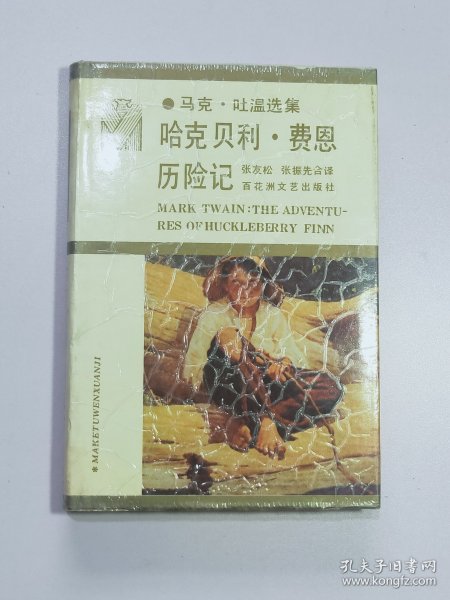 马克·吐温选集
哈克贝利·费恩
历险记
张友松 张振先合译
百花洲文艺出版社
MARK TWAIN:THE ADVENTU-
RES OF HUCKLEBERRY FINN
*MAKETUWENXUANJI
孔夫子旧书网
www.kongfz.com